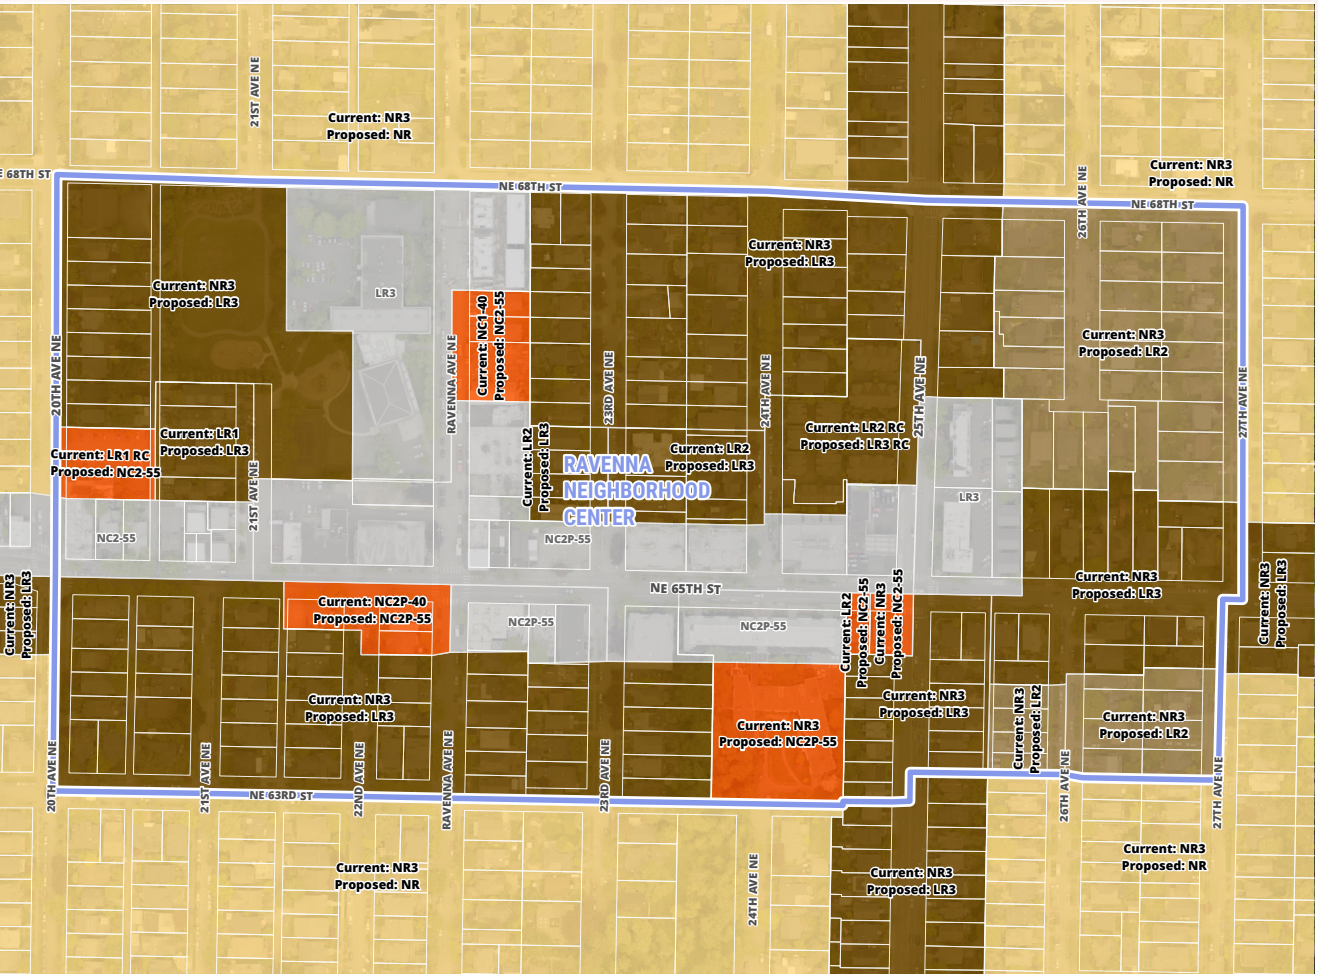 21ST AVE NE
Current: NR3
Proposed: NR
Current: NR3
Proposed: NR
E 68TH ST
NE 68TH ST
26TH AVE NE
NE 68TH ST
Current: NR3
Proposed: LR3
Current: NR3
Proposed: LR3
LR3
Current: NC1-40
Proposed: NC2-55
Current: NR3
Proposed: LR2
20TH AVE NE
RAVENNA AVE NE
23RD AVE NE
24TH AVE NE
25TH AVE NE
27TH AVE NE
Current: LR1 RC
Proposed: NC2-55
Current: LR1
Proposed: LR3
Current: LR2
Proposed: LR3
Current: LR2
Proposed: LR3
Current: LR2 RC
Proposed: LR3 RC
RAVENNA
NEIGHBORHOOD
CENTER
21ST AVE NE
LR3
NC2-55
NC2P-55
NE 65TH ST
Current: NR3
Proposed: LR3
Current: NR3
Proposed: LR3
Current: NR3
Proposed: LR3
Current: NC2P-40
Proposed: NC2P-55
NC2P-55
NC2P-55
Current: LR2
Proposed: NC2-55
Current: NR3
Proposed: NC2-55
Current: NR3
Proposed: LR3
Current: NR3
Proposed: NC2P-55
Current: NR3
Proposed: LR3
Current: NR3
Proposed: LR2
Current: NR3
Proposed: LR2
20TH AVE NE
21ST AVE NE
22ND AVE NE
RAVENNA AVE NE
23RD AVE NE
26TH AVE NE
27TH AVE NE
NE 63RD ST
Current: NR3
Proposed: NR
24TH AVE NE
Current: NR3
Proposed: LR3
Current: NR3
Proposed: NR